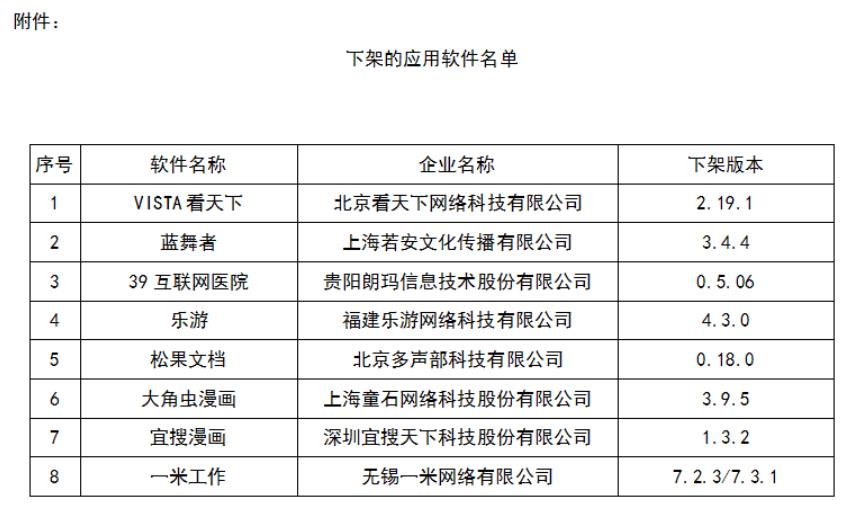 附件：
下架的应用软件名单
序号 软件名称 企业名称 下架版本
1 VISTA看天下 北京看天下网络科技有限公司 2.19.1
2 蓝舞者 上海若安文化传播有限公司 3.4.4
3 39互联网医院 贵阳朗玛信息技术股份有限公司 0.5.06
4 乐游 福建乐游网络科技有限公司 4.3.0
5 松果文档 北京多声部科技有限公司 0.18.0
6 大角虫漫画 上海童石网络科技股份有限公司 3.9.5
7 宜搜漫画 深圳宜搜天下科技股份有限公司 1.3.2
8 一米工作 无锡一米网络有限公司 7.2.3/7.3.1